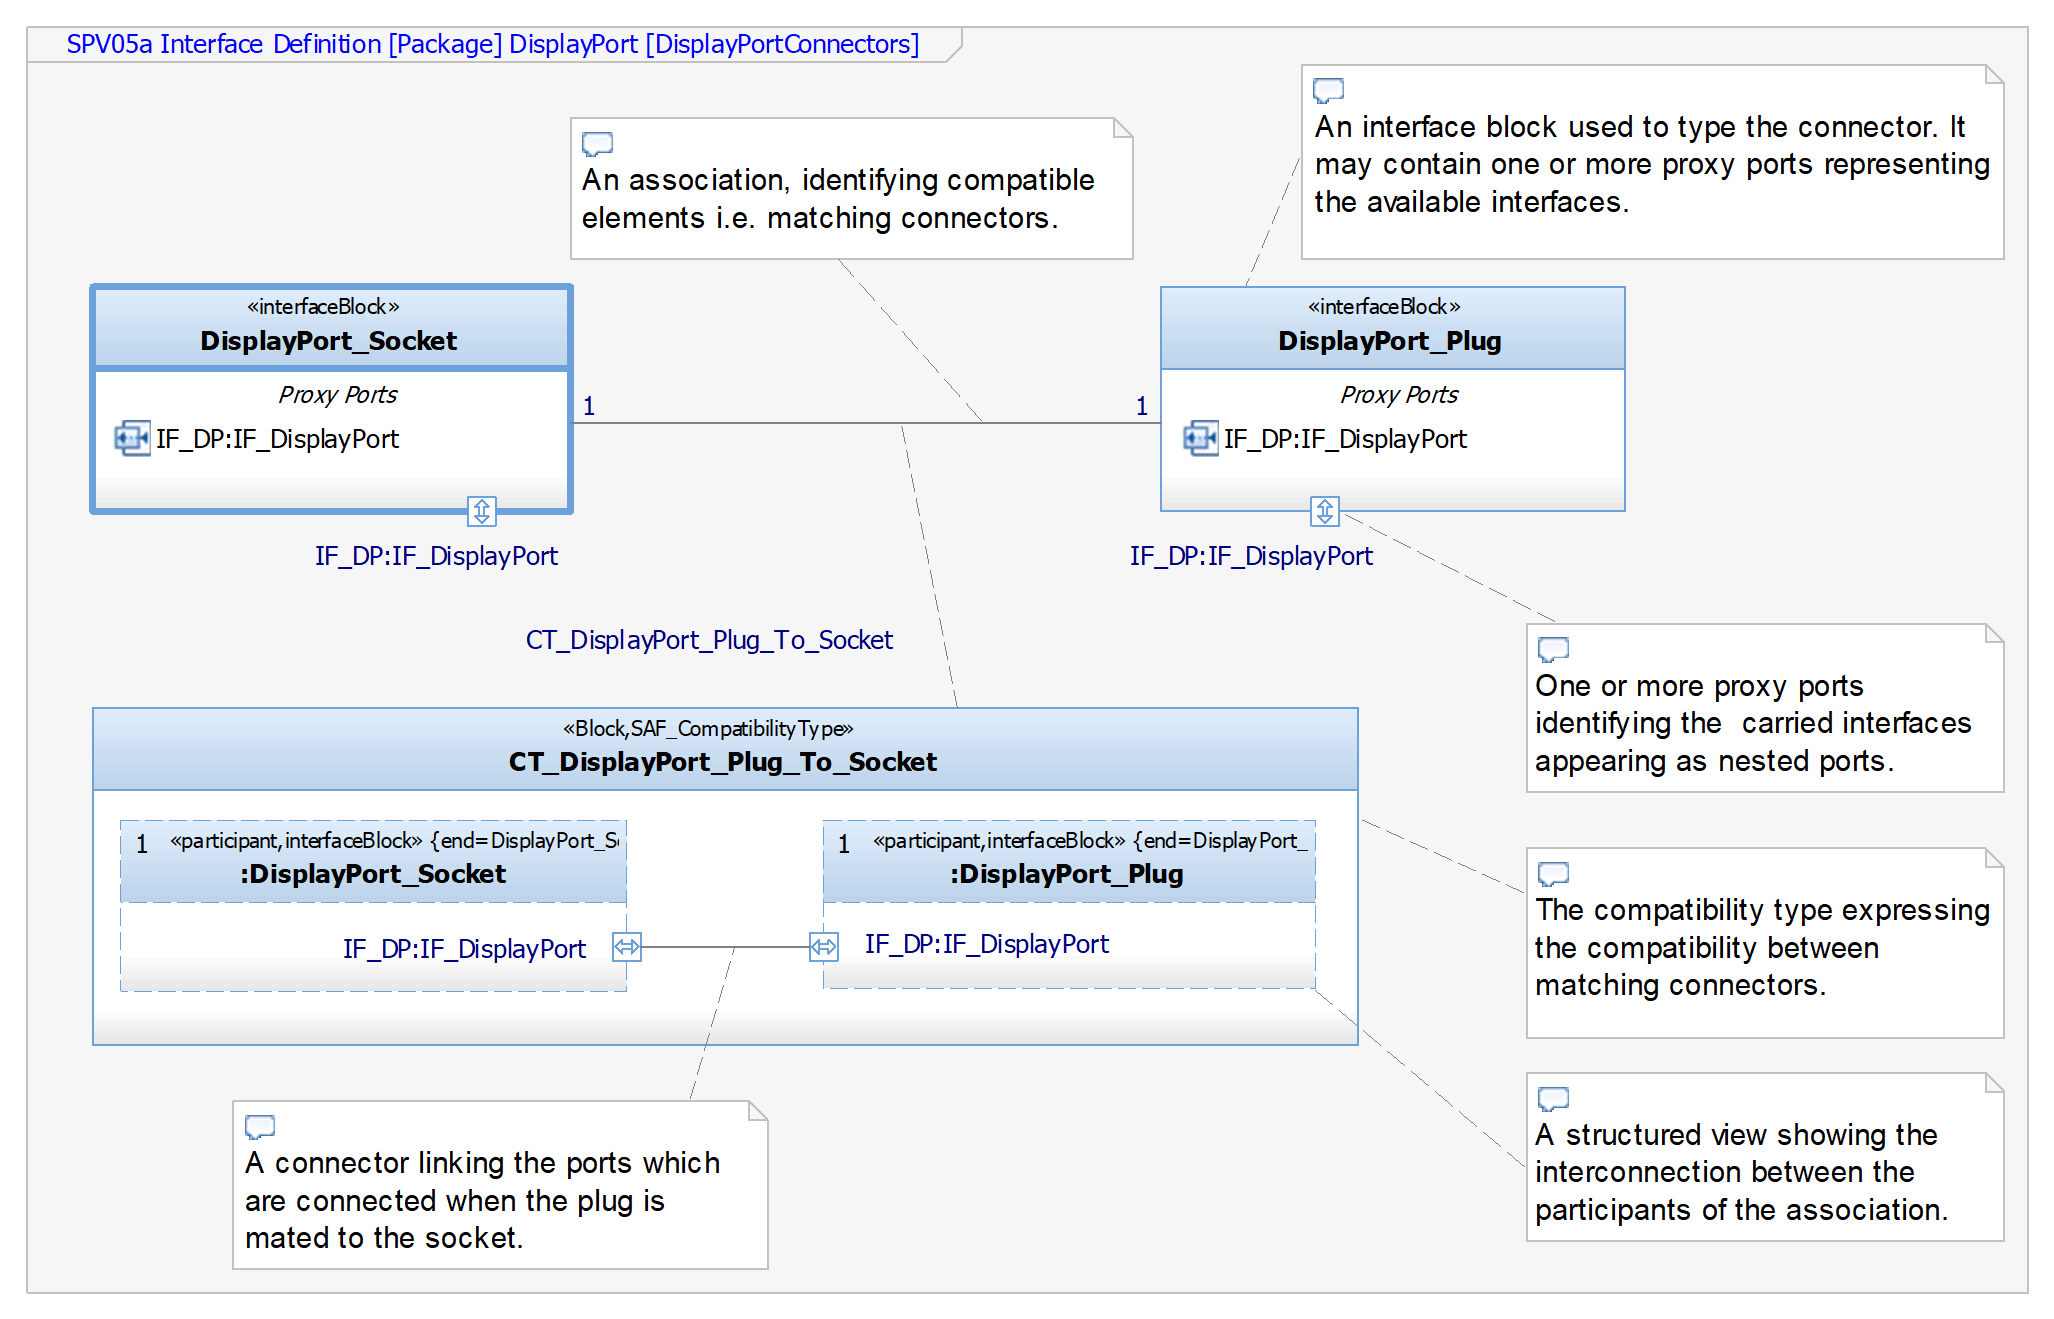 SPV05a Interface Definition [Package] DisplayPort [DisplayPortConnectors]
An association, identifying compatible
elements i.e. matching connectors.
An interface block used to type the connector. It
may contain one or more proxy ports representing
the available interfaces.
«interfaceBlock»
DisplayPort_Socket
Proxy Ports
IF_DP:IF_DisplayPort
IF_DP:IF_DisplayPort
1
1
«interfaceBlock»
DisplayPort_Plug
Proxy Ports
IF_DP:IF_DisplayPort
IF_DP:IF_DisplayPort
CT_DisplayPort_Plug_To_Socket
One or more proxy ports
identifying the  carried interfaces
appearing as nested ports.
«Block,SAF_CompatibilityType»
CT_DisplayPort_Plug_To_Socket
1 «participant,interfaceBlock» {end=DisplayPort_S
:DisplayPort_Socket
IF_DP:IF_DisplayPort
1 «participant,interfaceBlock» {end=DisplayPort_
:DisplayPort_Plug
IF_DP:IF_DisplayPort
The compatibility type expressing
the compatibility between
matching connectors.
A structured view showing the
interconnection between the
participants of the association.
A connector linking the ports which
are connected when the plug is
mated to the socket.